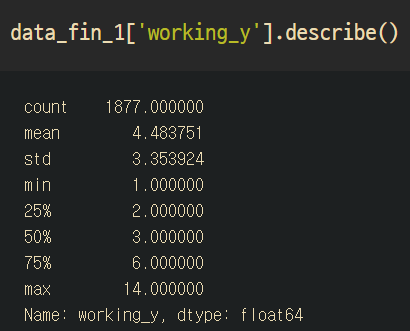 data_fin_1['working_y'].describe()
count 1877.000000
mean 4.483751
std 3.353924
min 1.000000
25% 2.000000
50% 3.000000
75% 6.000000
max 14.000000
Name: working_y, dtype: float64